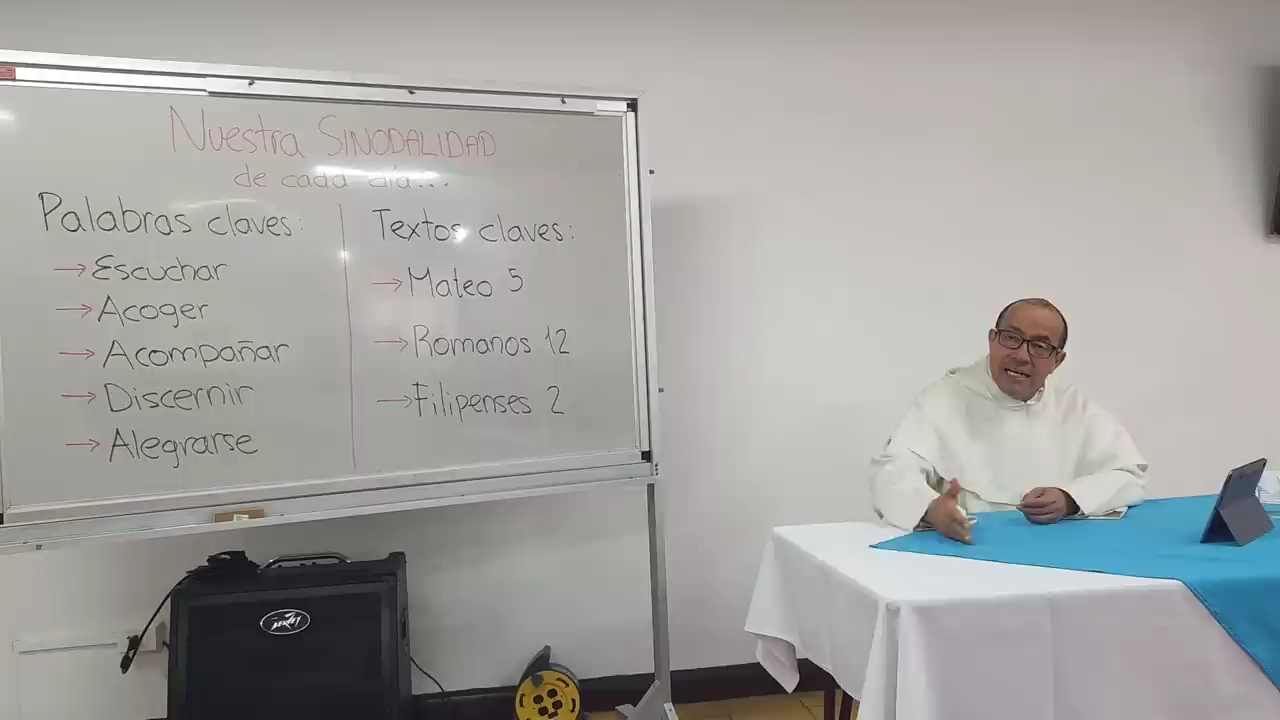 Nuestra SINODALIDAD
de cada día...
Palabras claves:
→ Escuchar
→ Acoger
→ Acompañar
→ Discernir
→ Alegrarse
Textos claves:
→ Mateo 5
→ Romanos 12
→ Filipenses 2
PEAVEY